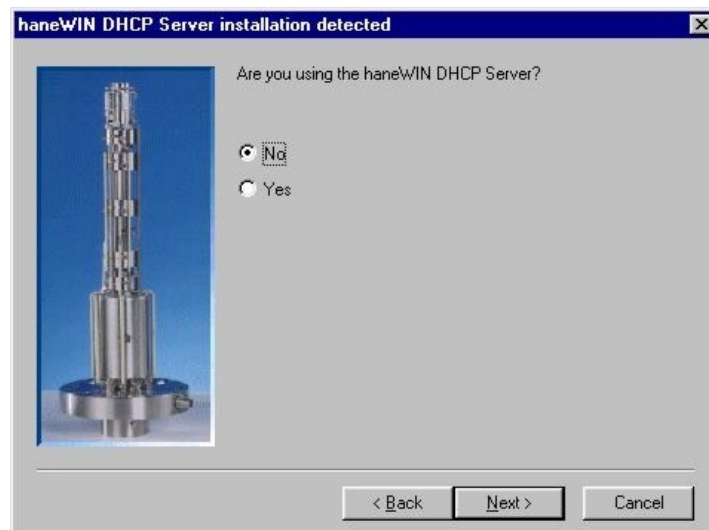 haneWIN DHCP Server installation detected
Are you using the haneWIN DHCP Server?
No
Yes
< Back
Next >
Cancel